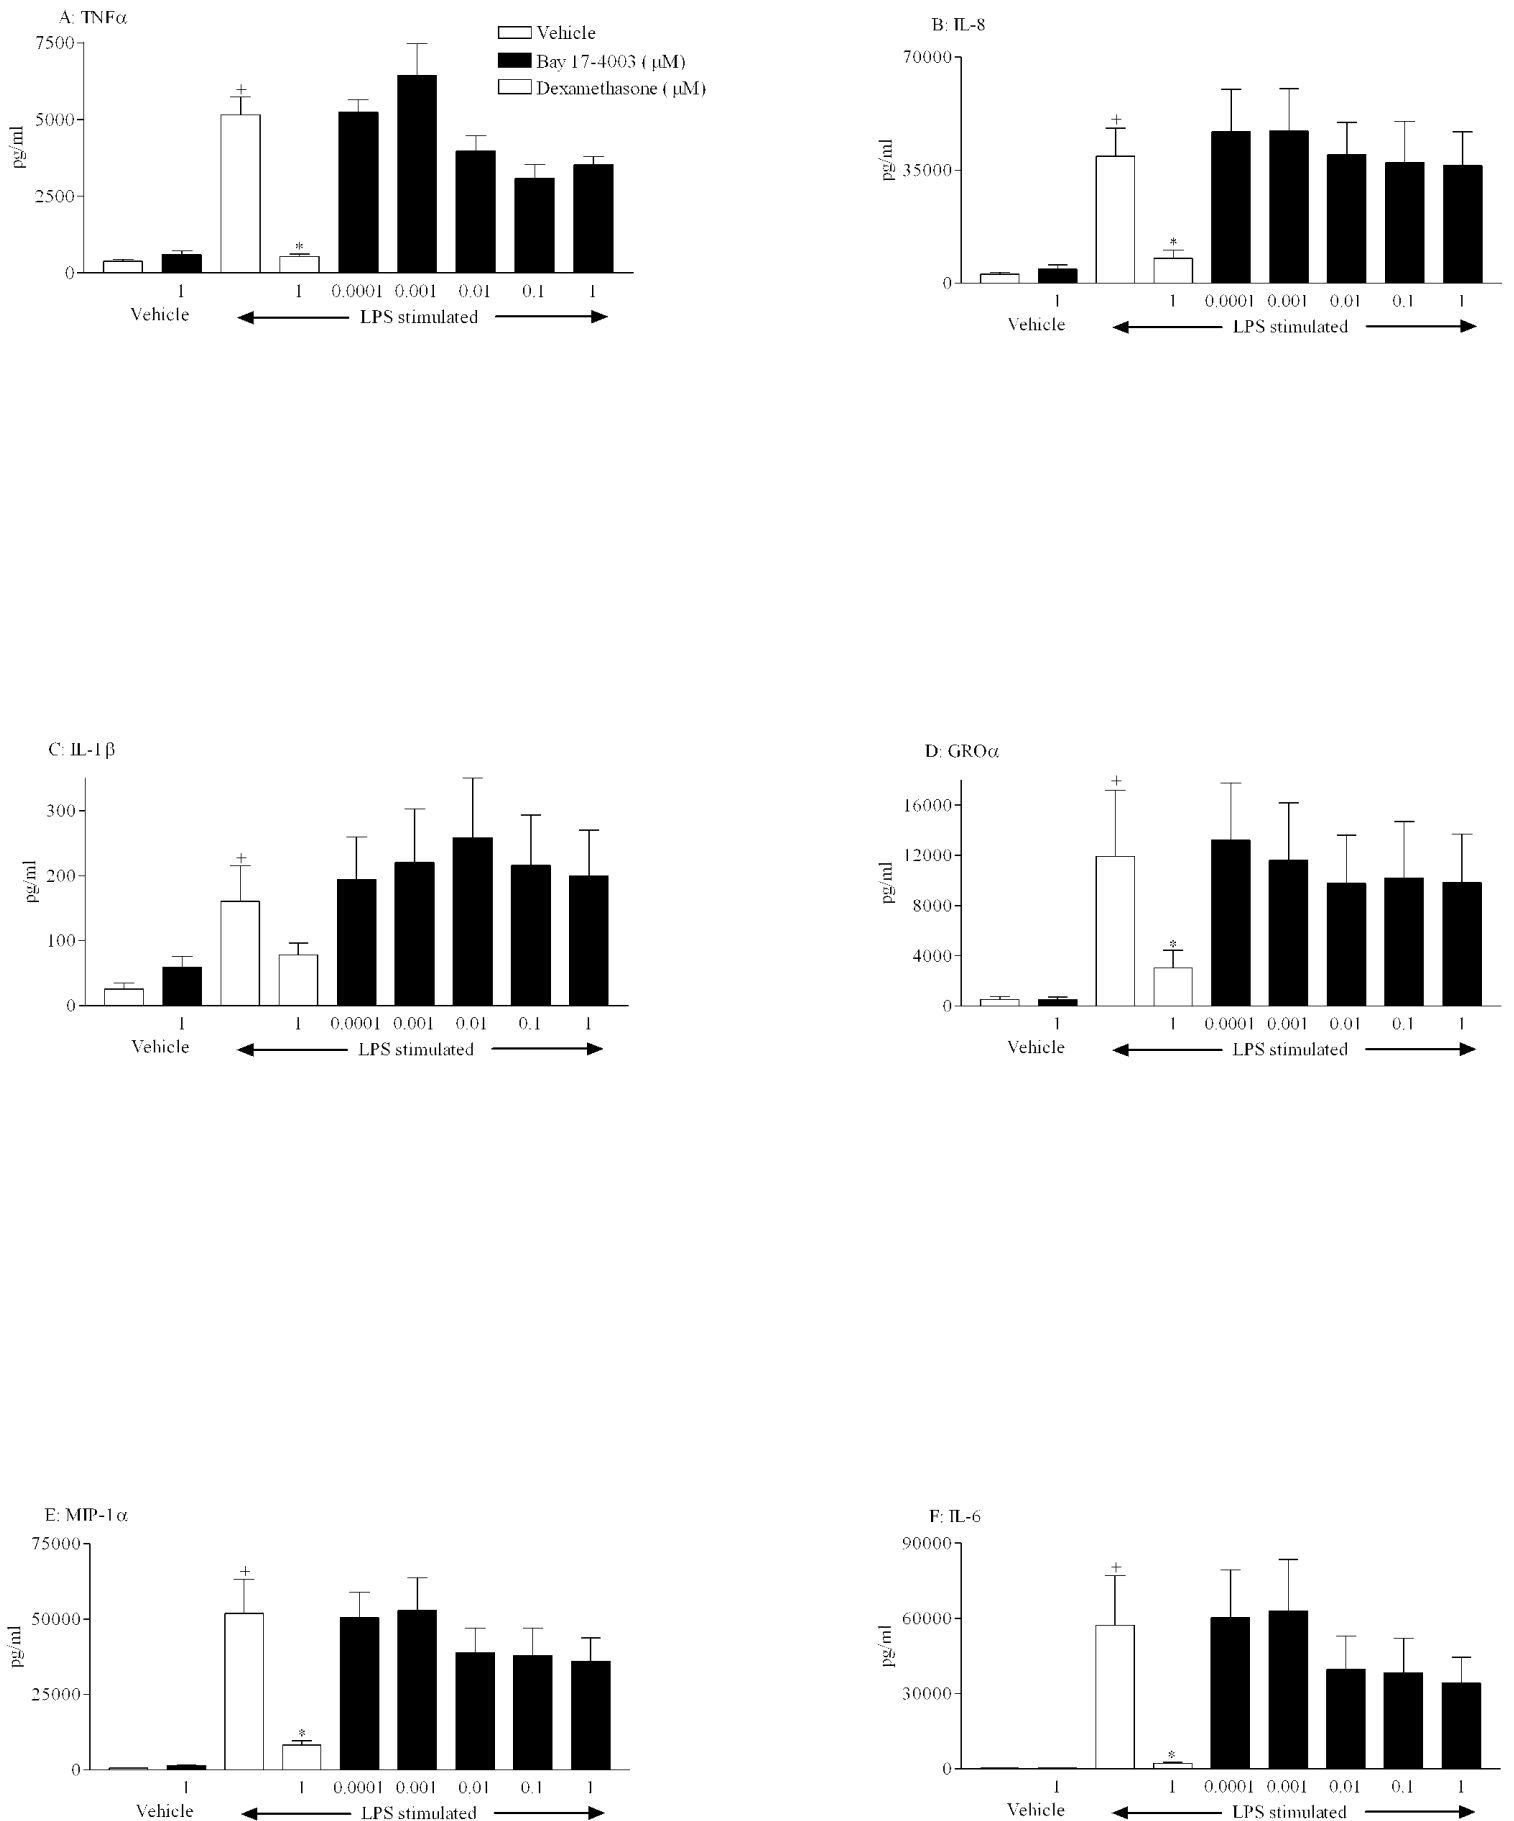 A: TNFα
Vehicle
Bay 17-4003 ( μM)
Dexamethasone ( μM)
7500
5000
2500
0
pg/ml
+
*
1 1 0.0001 0.001 0.01 0.1 1
Vehicle LPS stimulated
B: IL-8
70000
35000
0
pg/ml
+
*
1 1 0.0001 0.001 0.01 0.1 1
Vehicle LPS stimulated
C: IL-1β
300
200
100
0
pg/ml
+
1 1 0.0001 0.001 0.01 0.1 1
Vehicle LPS stimulated
D: GROα
16000
12000
8000
4000
0
pg/ml
+
*
1 1 0.0001 0.001 0.01 0.1 1
Vehicle LPS stimulated
E: MIP-1α
75000
50000
25000
0
pg/ml
+
*
1 1 0.0001 0.001 0.01 0.1 1
Vehicle LPS stimulated
F: IL-6
90000
60000
30000
0
pg/ml
+
*
1 1 0.0001 0.001 0.01 0.1 1
Vehicle LPS stimulated